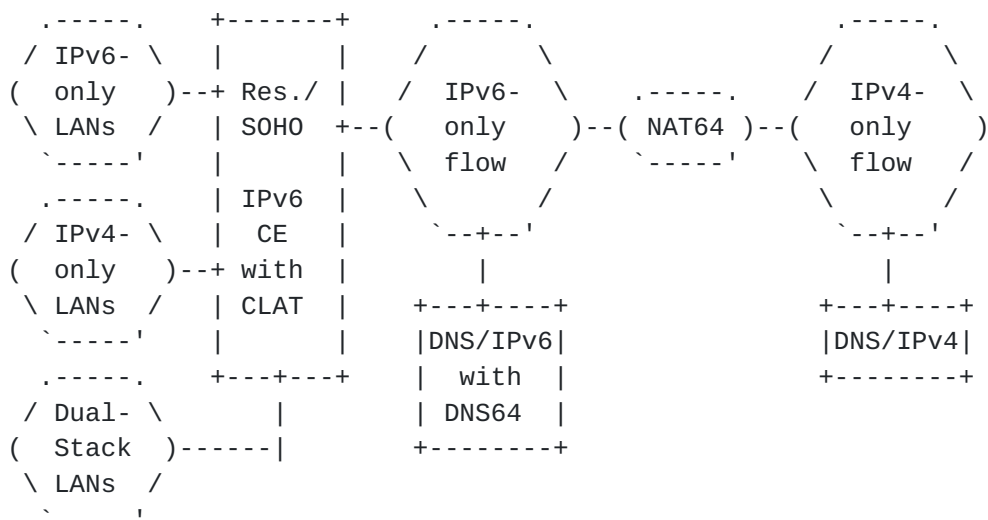 IPv6-
only
LANs
Res./
SOHO
IPv6
CE
with
CLAT
IPv6-
only
flow
NAT64
IPv4-
only
flow
IPv4-
only
LANs
DNS/IPv6
with
DNS64
DNS/IPv4
Dual-
Stack
LANs